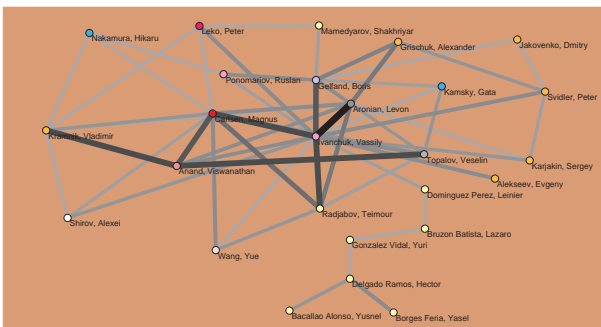 Leko, Peter
Mamedyarov, Shakhriyar
Nakamura, Hikaru
Jakovenko, Dmitry
Grischuk, Alexander
Ponomariov, Ruslan
Gelfand, Boris
Kamsky, Gata
Svidler, Peter
Aronian, Levon
Carlsen, Magnus
Kramnik, Vladimir
Ivanchuk, Vassily
Topalov, Veselin
Karjakin, Sergey
Anand, Viswanathan
Alekseev, Evgeny
Dominguez Perez, Leinier
Radjabov, Teimour
Shirov, Alexei
Bruzon Batista, Lazaro
Gonzalez Vidal, Yuri
Wang, Yue
Delgado Ramos, Hector
Bacallao Alonso, Yusnel
Borges Feria, Yasel